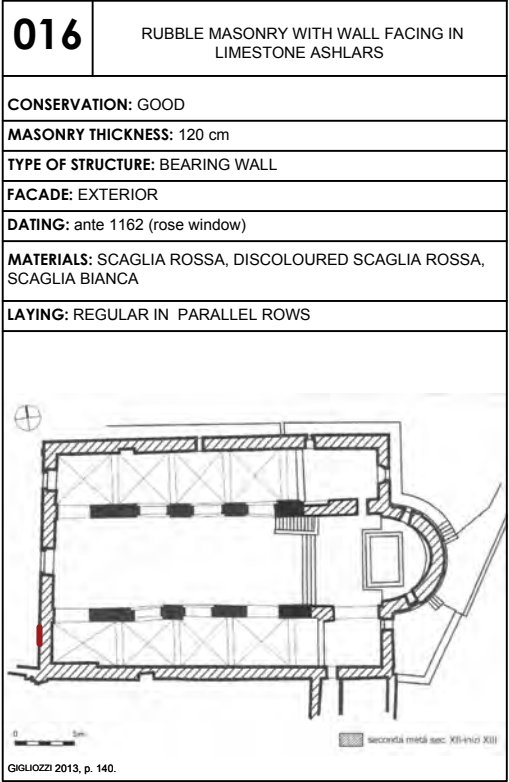 016
RUBBLE MASONRY WITH WALL FACING IN
LIMESTONE ASHLARS
CONSERVATION: GOOD
MASONRY THICKNESS: 120 cm
TYPE OF STRUCTURE: BEARING WALL
FACADE: EXTERIOR
DATING: ante 1162 (rose window)
MATERIALS: SCAGLIA ROSSA, DISCOLOURED SCAGLIA ROSSA,
SCAGLIA BIANCA
LAYING: REGULAR IN PARALLEL ROWS
0 5m
seconda metà sec. XII-inizi XIII
GIGLIOZZI 2013, p. 140.